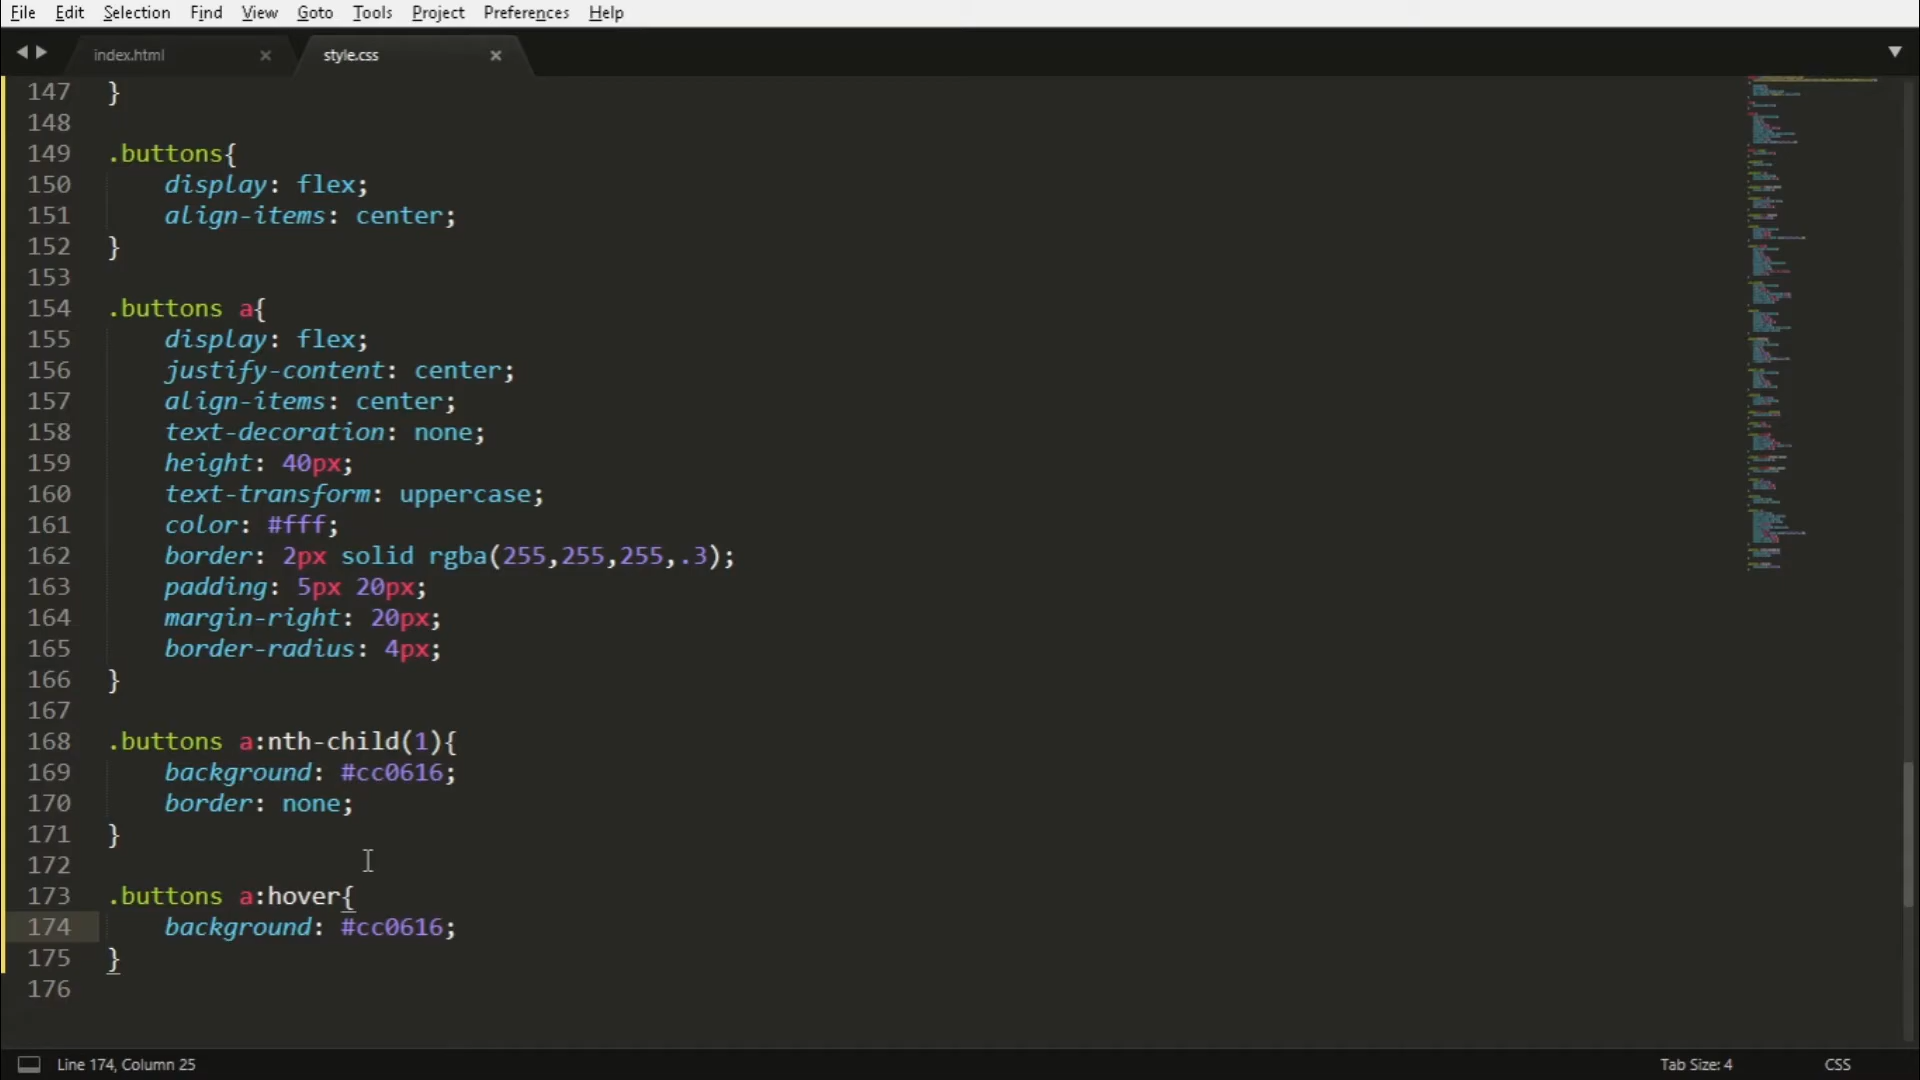 File Edit Selection Find View Goto Tools Project Preferences Help
index.html style.css
147 }
148
149 .buttons{
150 display: flex;
151 align-items: center;
152 }
153
154 .buttons a{
155 display: flex;
156 justify-content: center;
157 align-items: center;
158 text-decoration: none;
159 height: 40px;
160 text-transform: uppercase;
161 color: #fff;
162 border: 2px solid rgba(255,255,255,.3);
163 padding: 5px 20px;
164 margin-right: 20px;
165 border-radius: 4px;
166 }
167
168 .buttons a:nth-child(1){
169 background: #cc0616;
170 border: none;
171 }
172
173 .buttons a:hover{
174 background: #cc0616;
175 }
176
Line 174, Column 25 Tab Size: 4 CSS